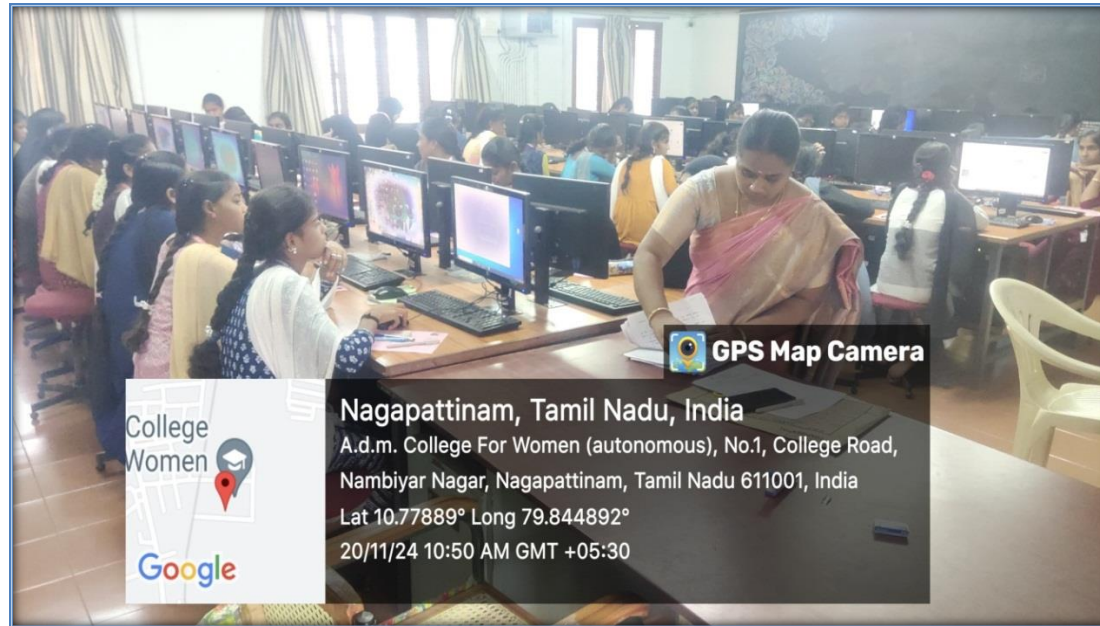 GPS Map Camera
College
Women
Google
Nagapattinam, Tamil Nadu, India
A.d.m. College For Women (autonomous), No.1, College Road,
Nambiyar Nagar, Nagapattinam, Tamil Nadu 611001, India
Lat 10.77889° Long 79.844892°
20/11/24 10:50 AM GMT +05:30